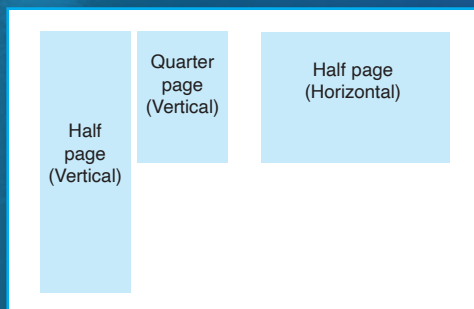 Half
page
(Vertical)
Quarter
page
(Vertical)
Half page
(Horizontal)